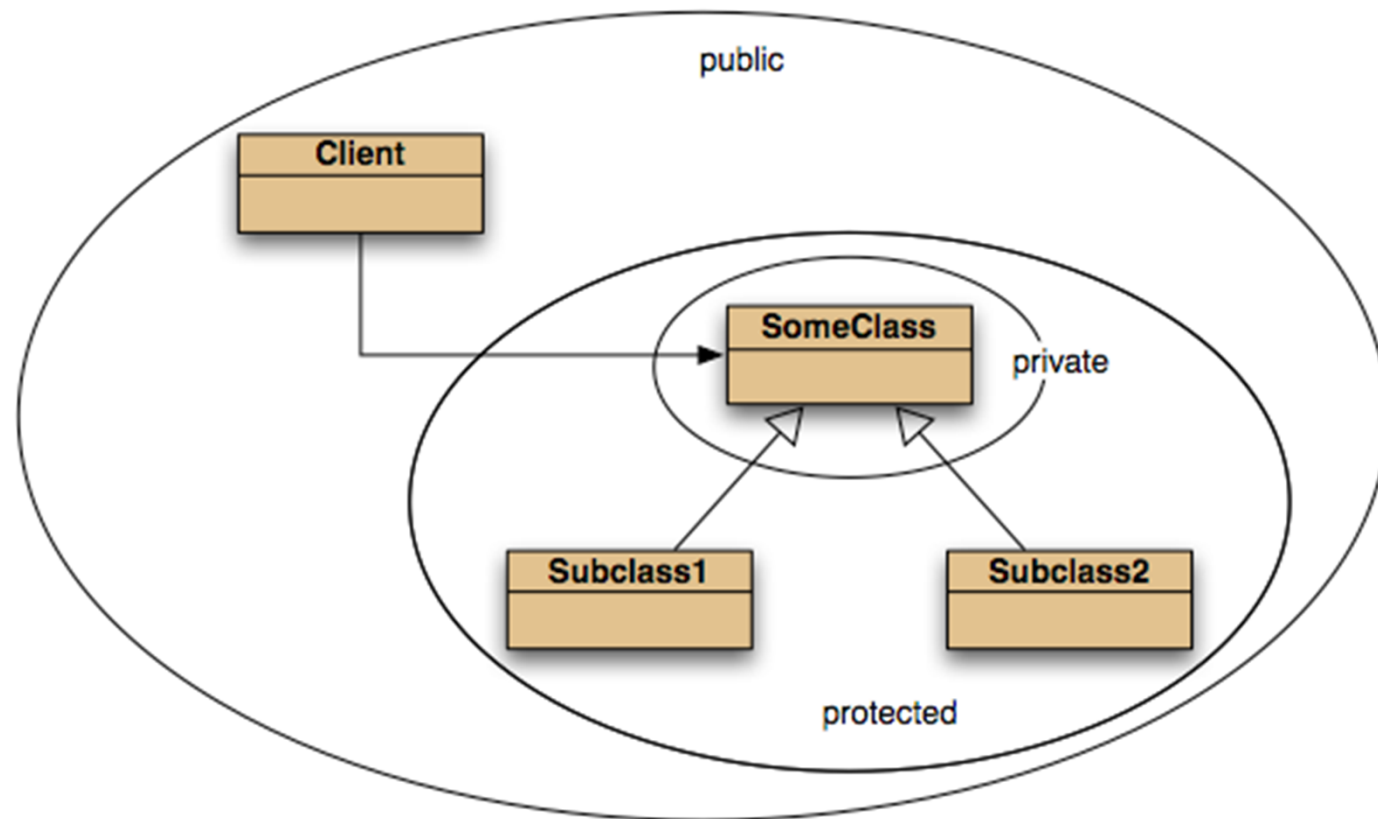 public
Client
SomeClass
private
Subclass1
Subclass2
protected